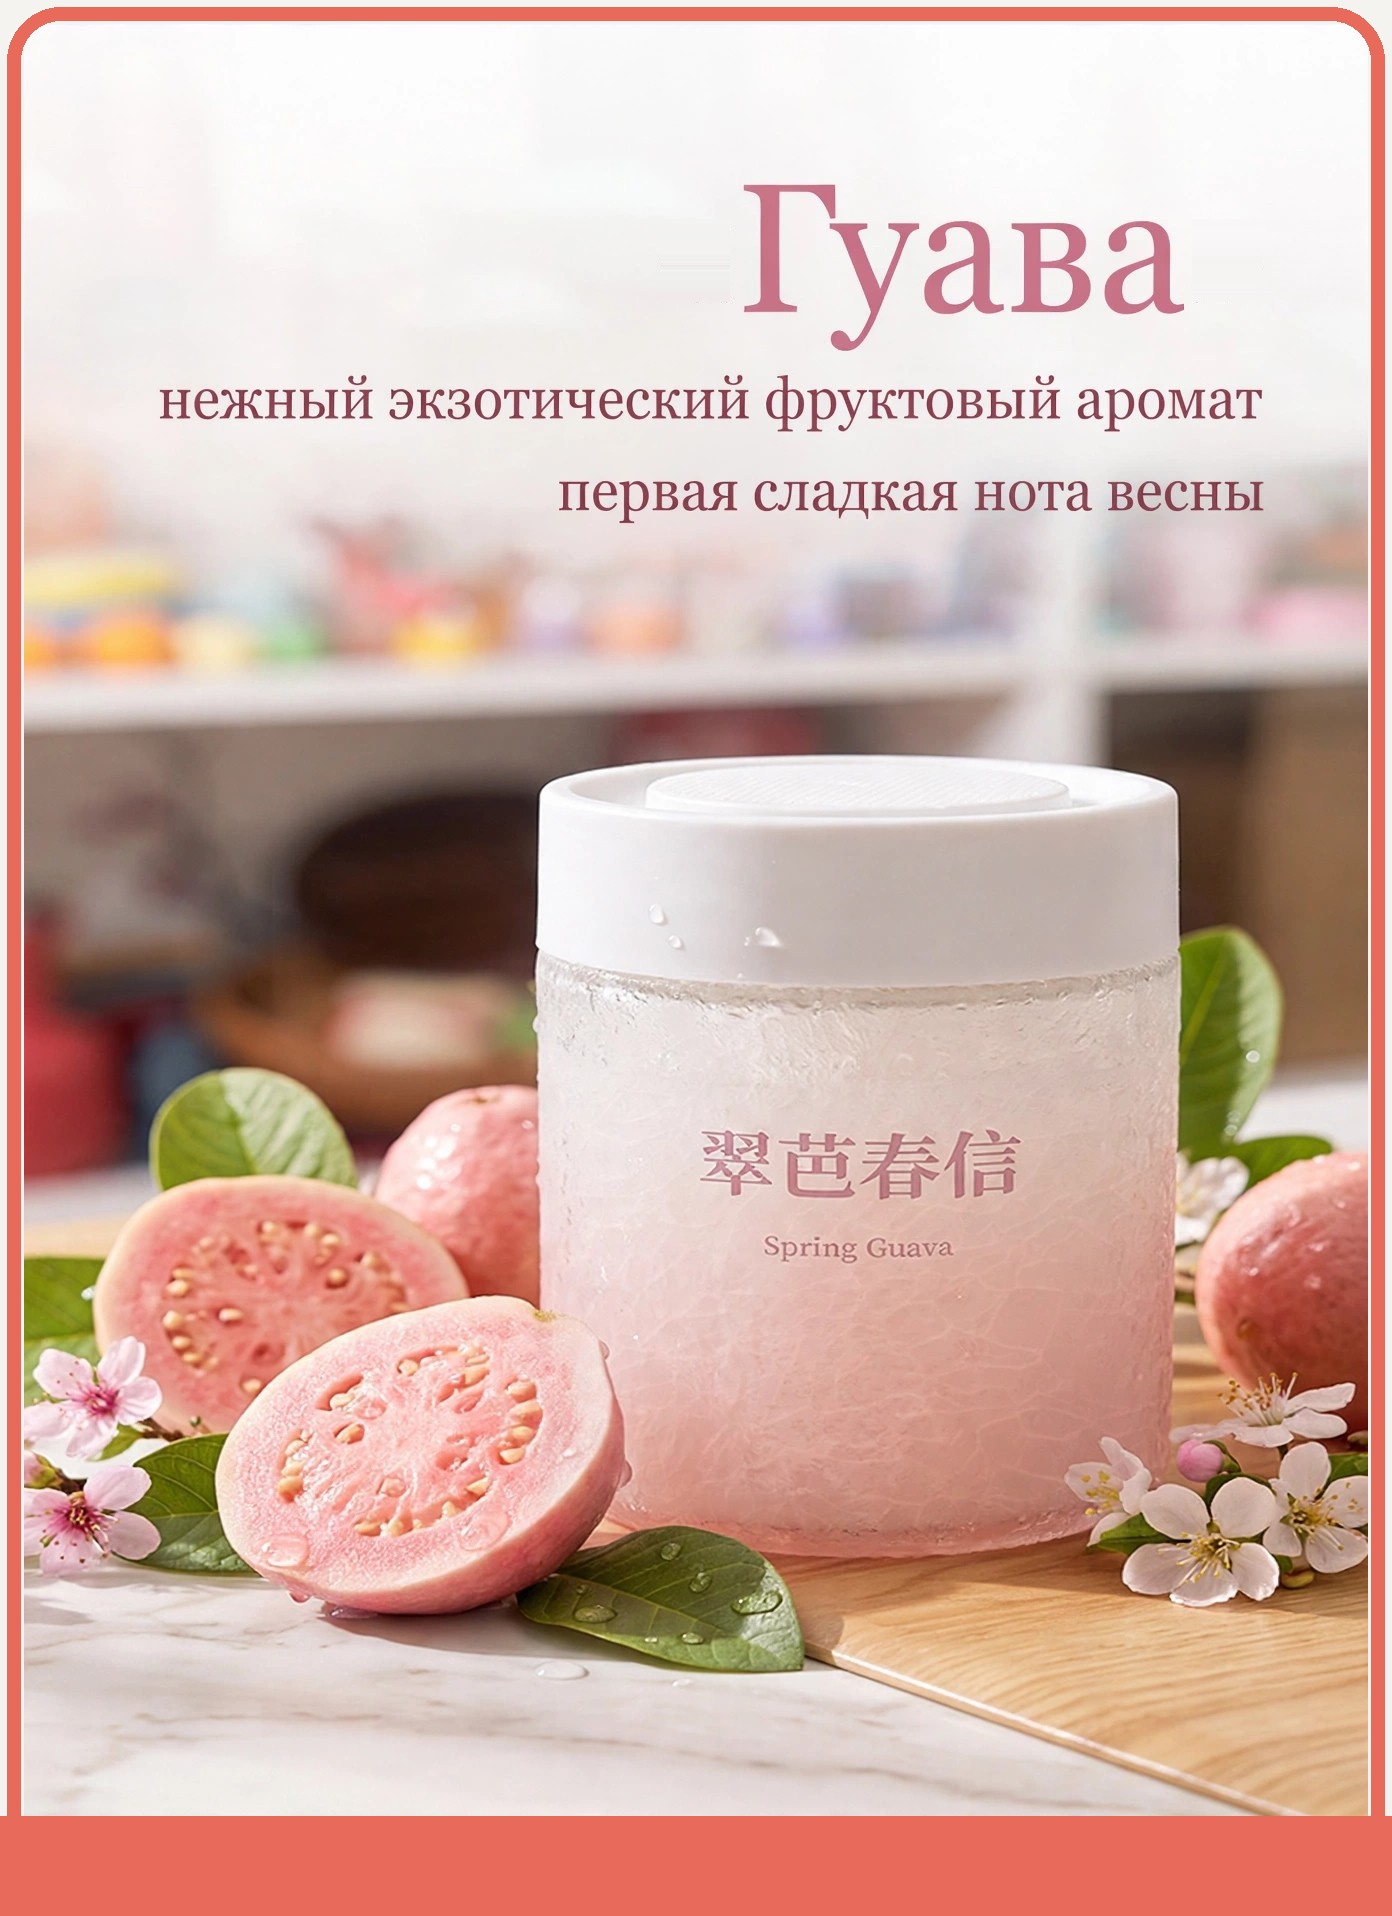 Гуава
нежный экзотический фруктовый аромат
первая сладкая нота весны
翠芭春信
Spring Guava